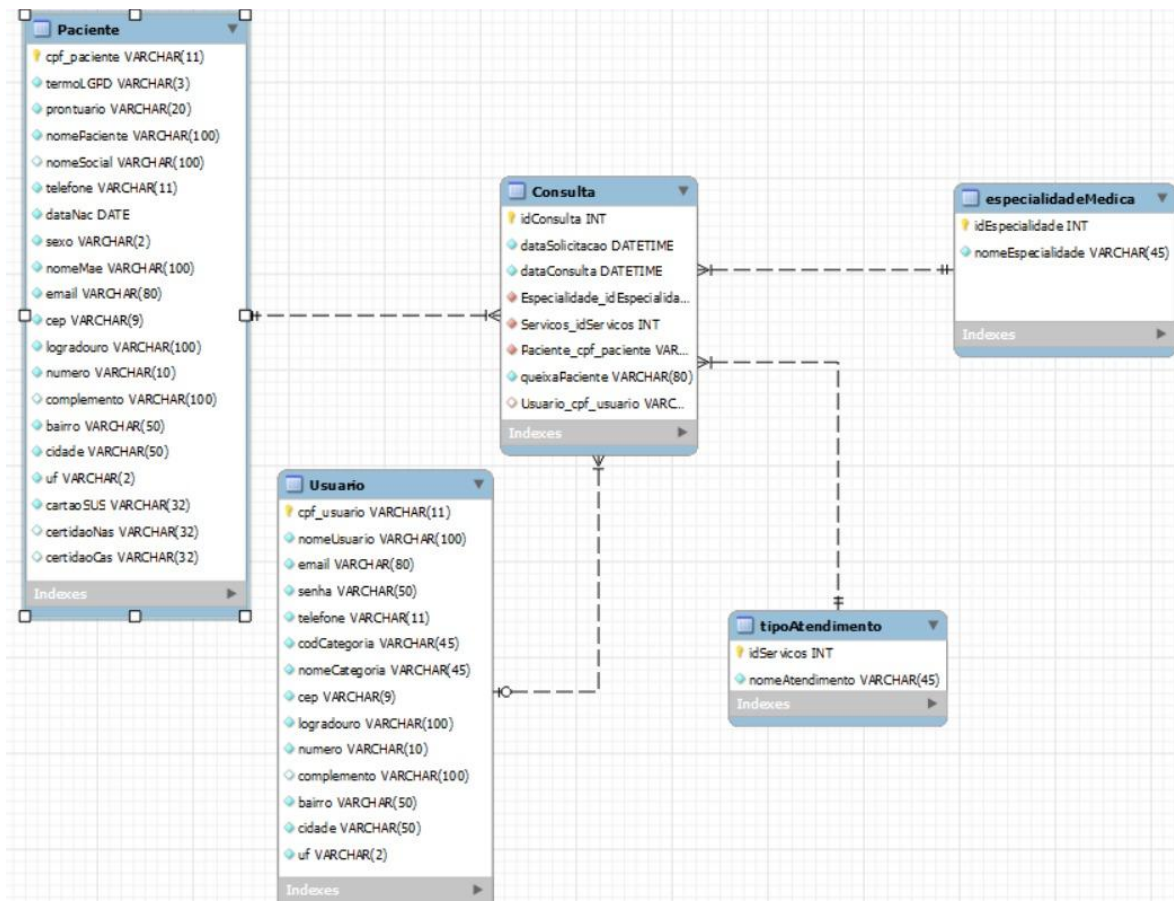 Paciente
cpf_paciente VARCHAR(11)
termoLGPD VARCHAR(3)
prontuario VARCHAR(20)
nomePaciente VARCHAR(100)
nomeSocial VARCHAR(100)
telefone VARCHAR(11)
dataNac DATE
sexo VARCHAR(2)
nomeMae VARCHAR(100)
email VARCHAR(80)
cep VARCHAR(9)
logradouro VARCHAR(100)
numero VARCHAR(10)
complemento VARCHAR(100)
bairro VARCHAR(50)
cidade VARCHAR(50)
uf VARCHAR(2)
cartaoSUS VARCHAR(32)
certidaoNas VARCHAR(32)
certidaoCas VARCHAR(32)
Indexes
Consulta
idConsulta INT
dataSolicitacao DATETIME
dataConsulta DATETIME
Especialidade_idEspecialida...
Servicos_idServicos INT
Paciente_cpf_paciente VAR...
queixaPaciente VARCHAR(80)
Usuario_cpf_usuario VARC...
Indexes
especialidadeMedica
idEspecialidade INT
nomeEspecialidade VARCHAR(45)
Indexes
Usuario
cpf_usuario VARCHAR(11)
nomeUsuario VARCHAR(100)
email VARCHAR(80)
senha VARCHAR(50)
telefone VARCHAR(11)
codCategoria VARCHAR(45)
nomeCategoria VARCHAR(45)
cep VARCHAR(9)
logradouro VARCHAR(100)
numero VARCHAR(10)
complemento VARCHAR(100)
bairro VARCHAR(50)
cidade VARCHAR(50)
uf VARCHAR(2)
Indexes
tipoAtendimento
idServicos INT
nomeAtendimento VARCHAR(45)
Indexes